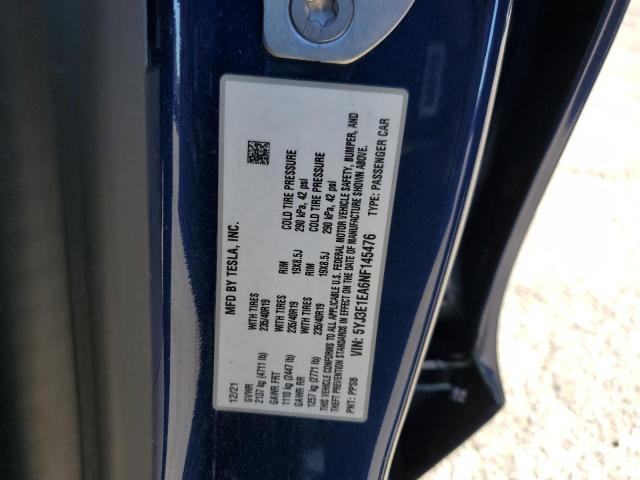 MFD BY TESLA, INC.
12/21
GVWR
2137 kg (4711 lb)
GAWR FRT WITH TIRES RIM COLD TIRE PRESSURE
1110 kg (2447 lb) 235/40R19 19X8.5J 290 kPa, 42 psi
GAWR RR WITH TIRES RIM COLD TIRE PRESSURE
1257 kg (2771 lb) 235/40R19 19X8.5J 290 kPa, 42 psi
THIS VEHICLE CONFORMS TO ALL APPLICABLE U.S. FEDERAL MOTOR VEHICLE SAFETY, BUMPER, AND
THEFT PREVENTION STANDARDS IN EFFECT ON THE DATE OF MANUFACTURE SHOWN ABOVE.
PNT: PPSB VIN: 5YJ3E1EA6NF145476 TYPE: PASSENGER CAR